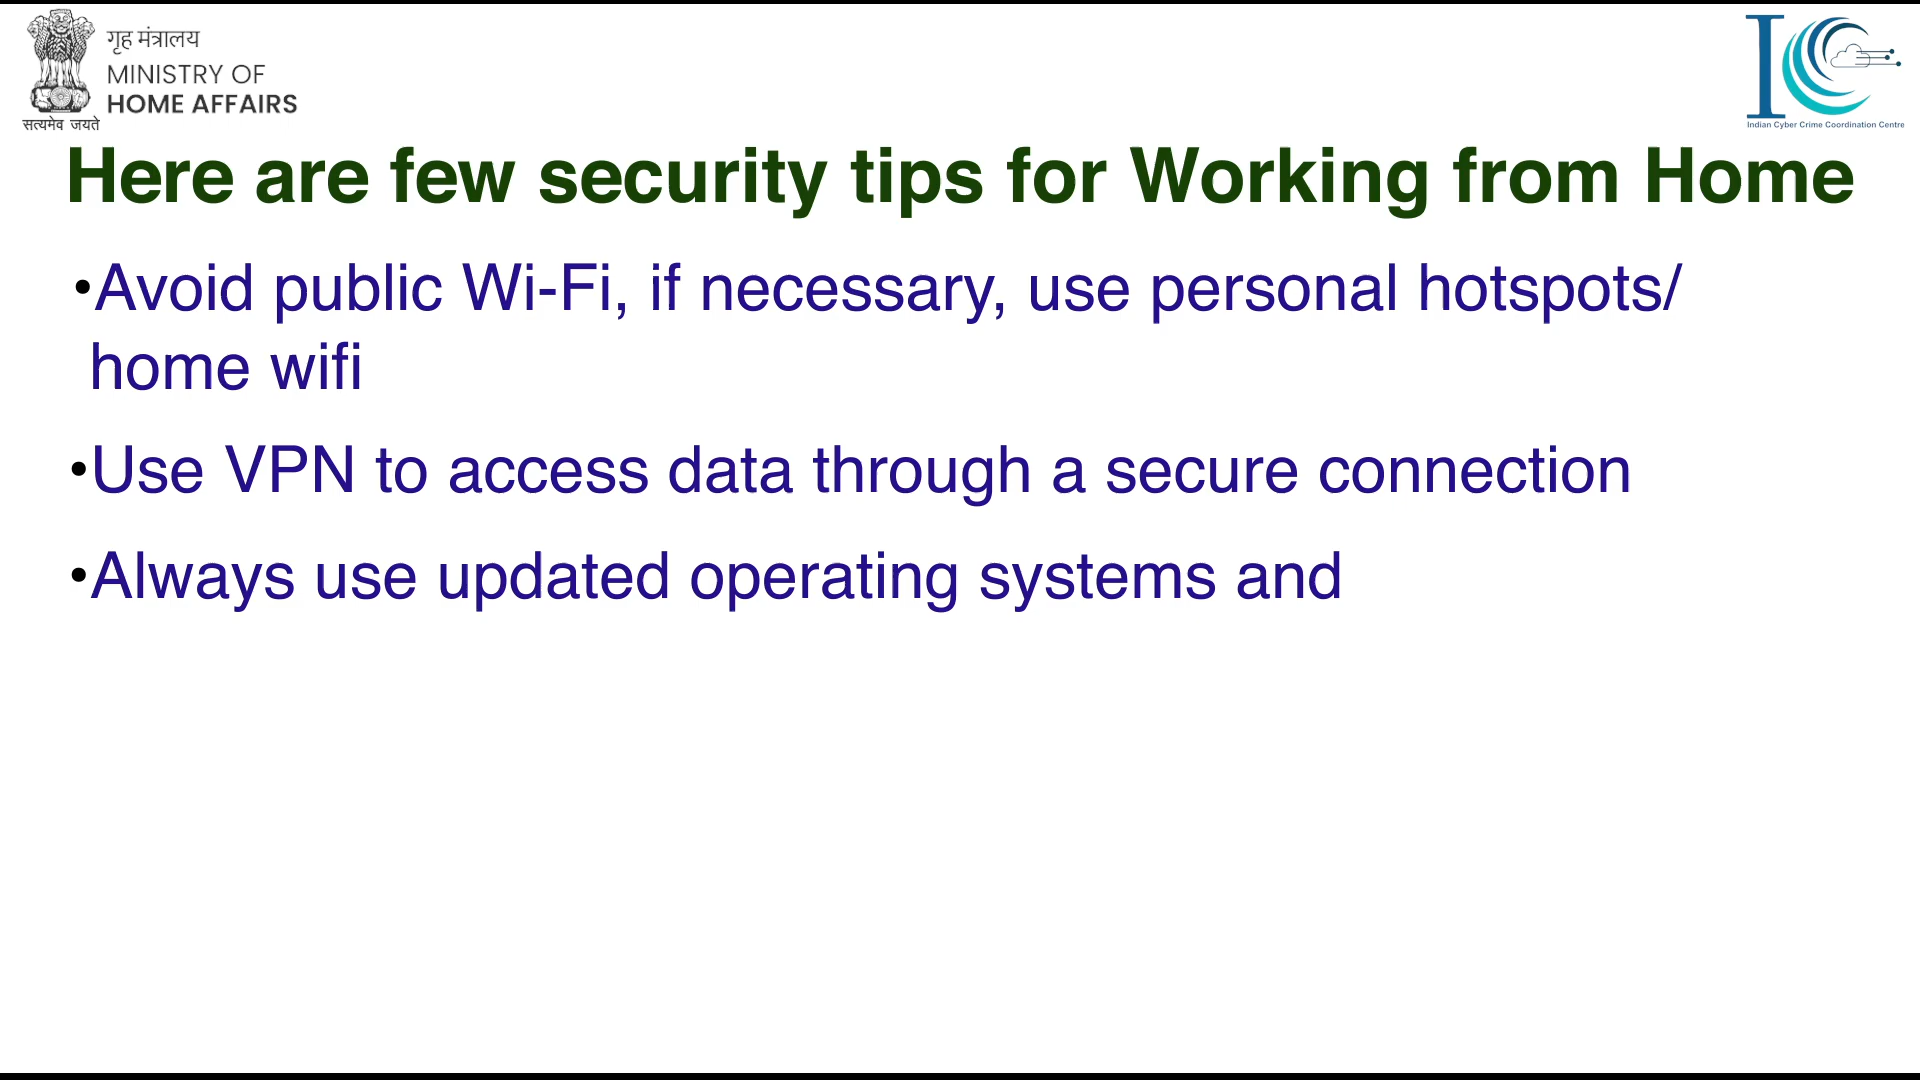 गृह मंत्रालय
MINISTRY OF
HOME AFFAIRS
सत्यमेव जयते
Indian Cyber Crime Coordination Centre
Here are few security tips for Working from Home
•Avoid public Wi-Fi, if necessary, use personal hotspots/
home wifi
•Use VPN to access data through a secure connection
•Always use updated operating systems and